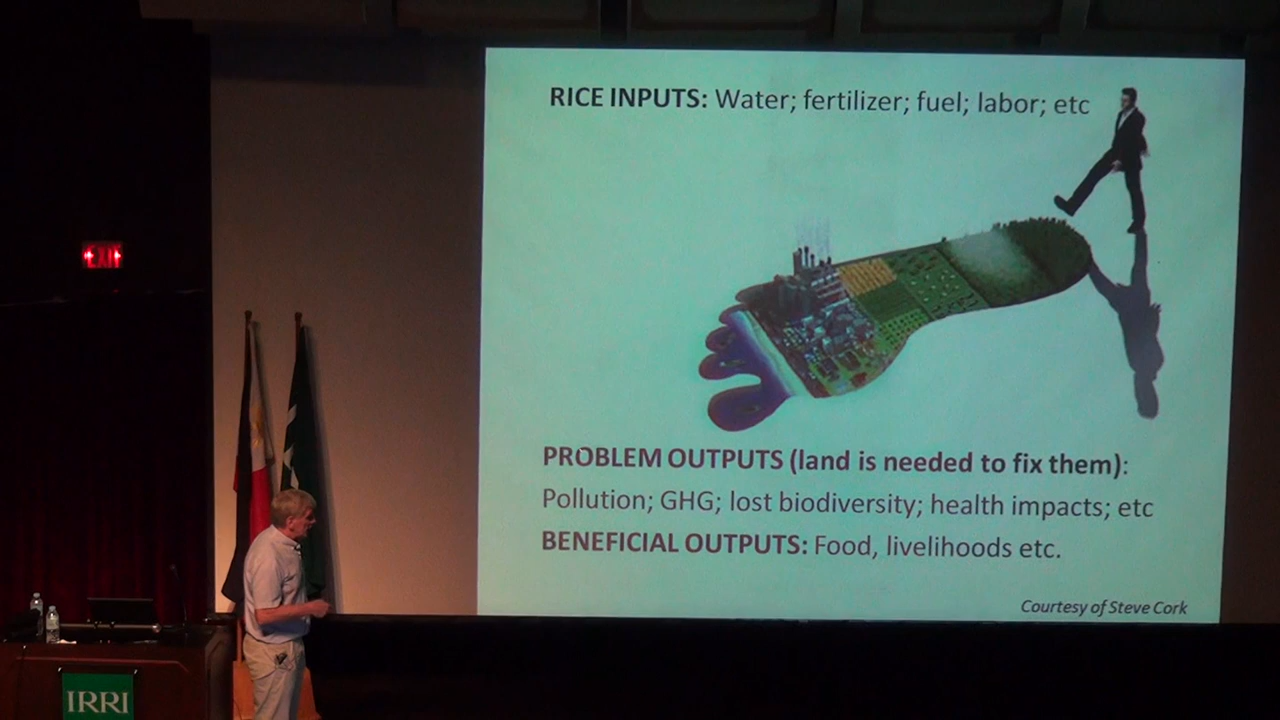 RICE INPUTS: Water; fertilizer; fuel; labor; etc
EXIT
PROBLEM OUTPUTS (land is needed to fix them):
Pollution; GHG; lost biodiversity; health impacts; etc
BENEFICIAL OUTPUTS: Food, livelihoods etc.
Courtesy of Steve Cork
IRRI